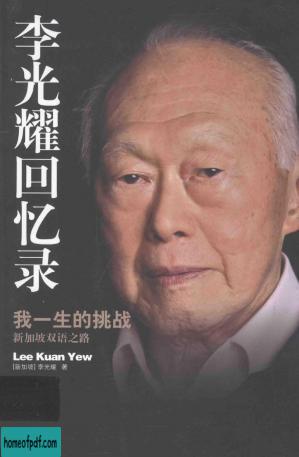 李光耀回忆录
我一生的挑战
新加坡双语之路
Lee Kuan Yew
[新加坡] 李光耀 著
homeofpdf.com